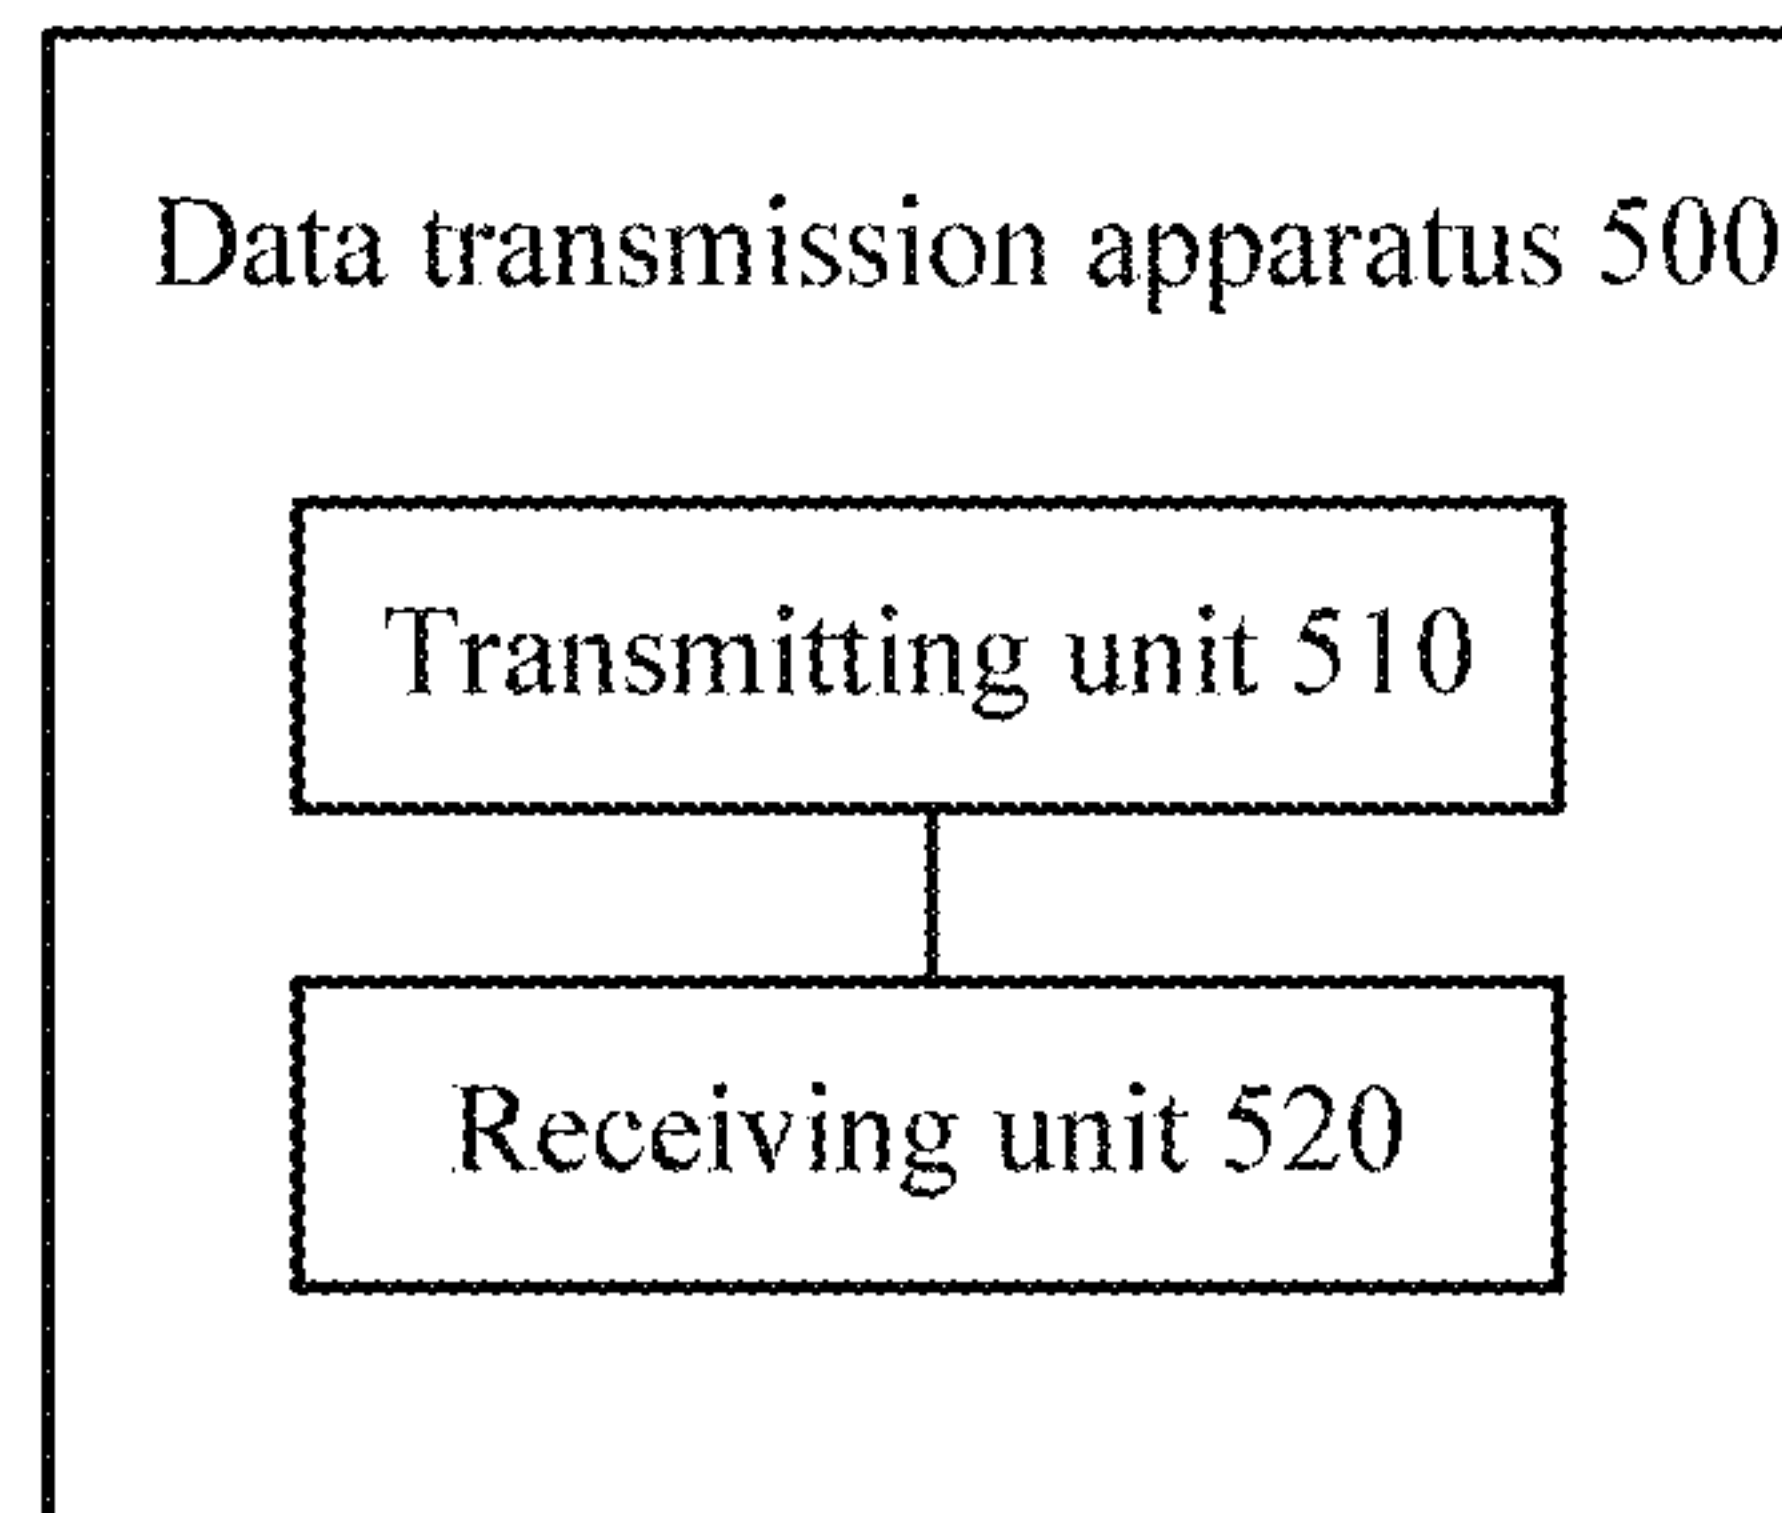 Data transmission apparatus 500
Transmitting unit 510
Receiving unit 520